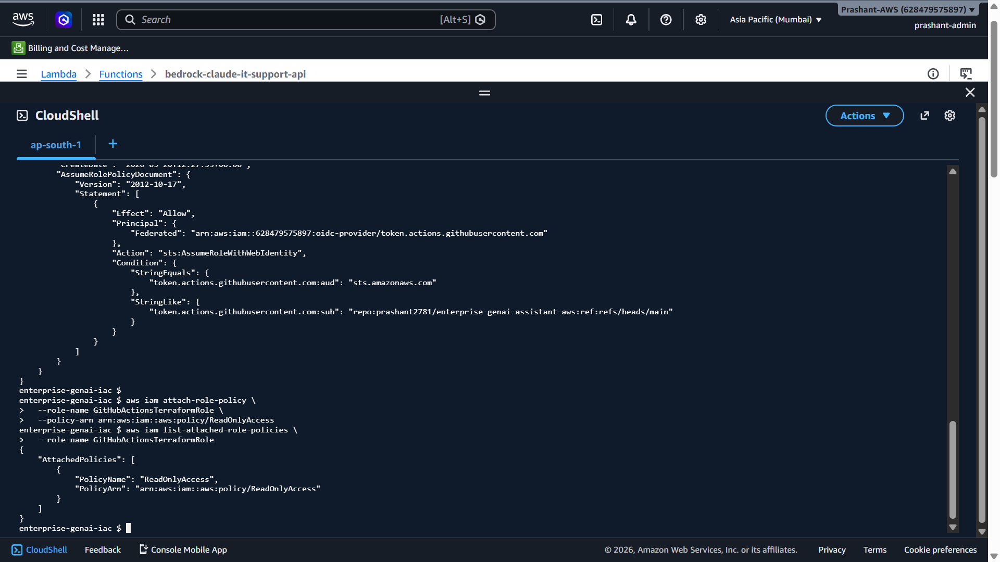 aws
Search
[Alt+S]
Asia Pacific (Mumbai) ▼
Prashant-AWS (628479575897) ▼
prashant-admin
Billing and Cost Manage...
Lambda > Functions > bedrock-claude-it-support-api
CloudShell
Actions ▼
ap-south-1
+
"AssumeRolePolicyDocument": {
"Version": "2012-10-17",
"Statement": [
{
"Effect": "Allow",
"Principal": {
"Federated": "arn:aws:iam::628479575897:oidc-provider/token.actions.githubusercontent.com"
},
"Action": "sts:AssumeRoleWithWebIdentity",
"Condition": {
"StringEquals": {
"token.actions.githubusercontent.com:aud": "sts.amazonaws.com"
},
"StringLike": {
"token.actions.githubusercontent.com:sub": "repo:prashant2781/enterprise-genai-assistant-aws:ref:refs/heads/main"
}
}
}
]
}
}
}
enterprise-genai-iac $
enterprise-genai-iac $ aws iam attach-role-policy \
> --role-name GitHubActionsTerraformRole \
> --policy-arn arn:aws:iam::aws:policy/ReadOnlyAccess
enterprise-genai-iac $ aws iam list-attached-role-policies \
> --role-name GitHubActionsTerraformRole
{
"AttachedPolicies": [
{
"PolicyName": "ReadOnlyAccess",
"PolicyArn": "arn:aws:iam::aws:policy/ReadOnlyAccess"
}
]
}
enterprise-genai-iac $
CloudShell
Feedback
Console Mobile App
© 2026, Amazon Web Services, Inc. or its affiliates.
Privacy
Terms
Cookie preferences